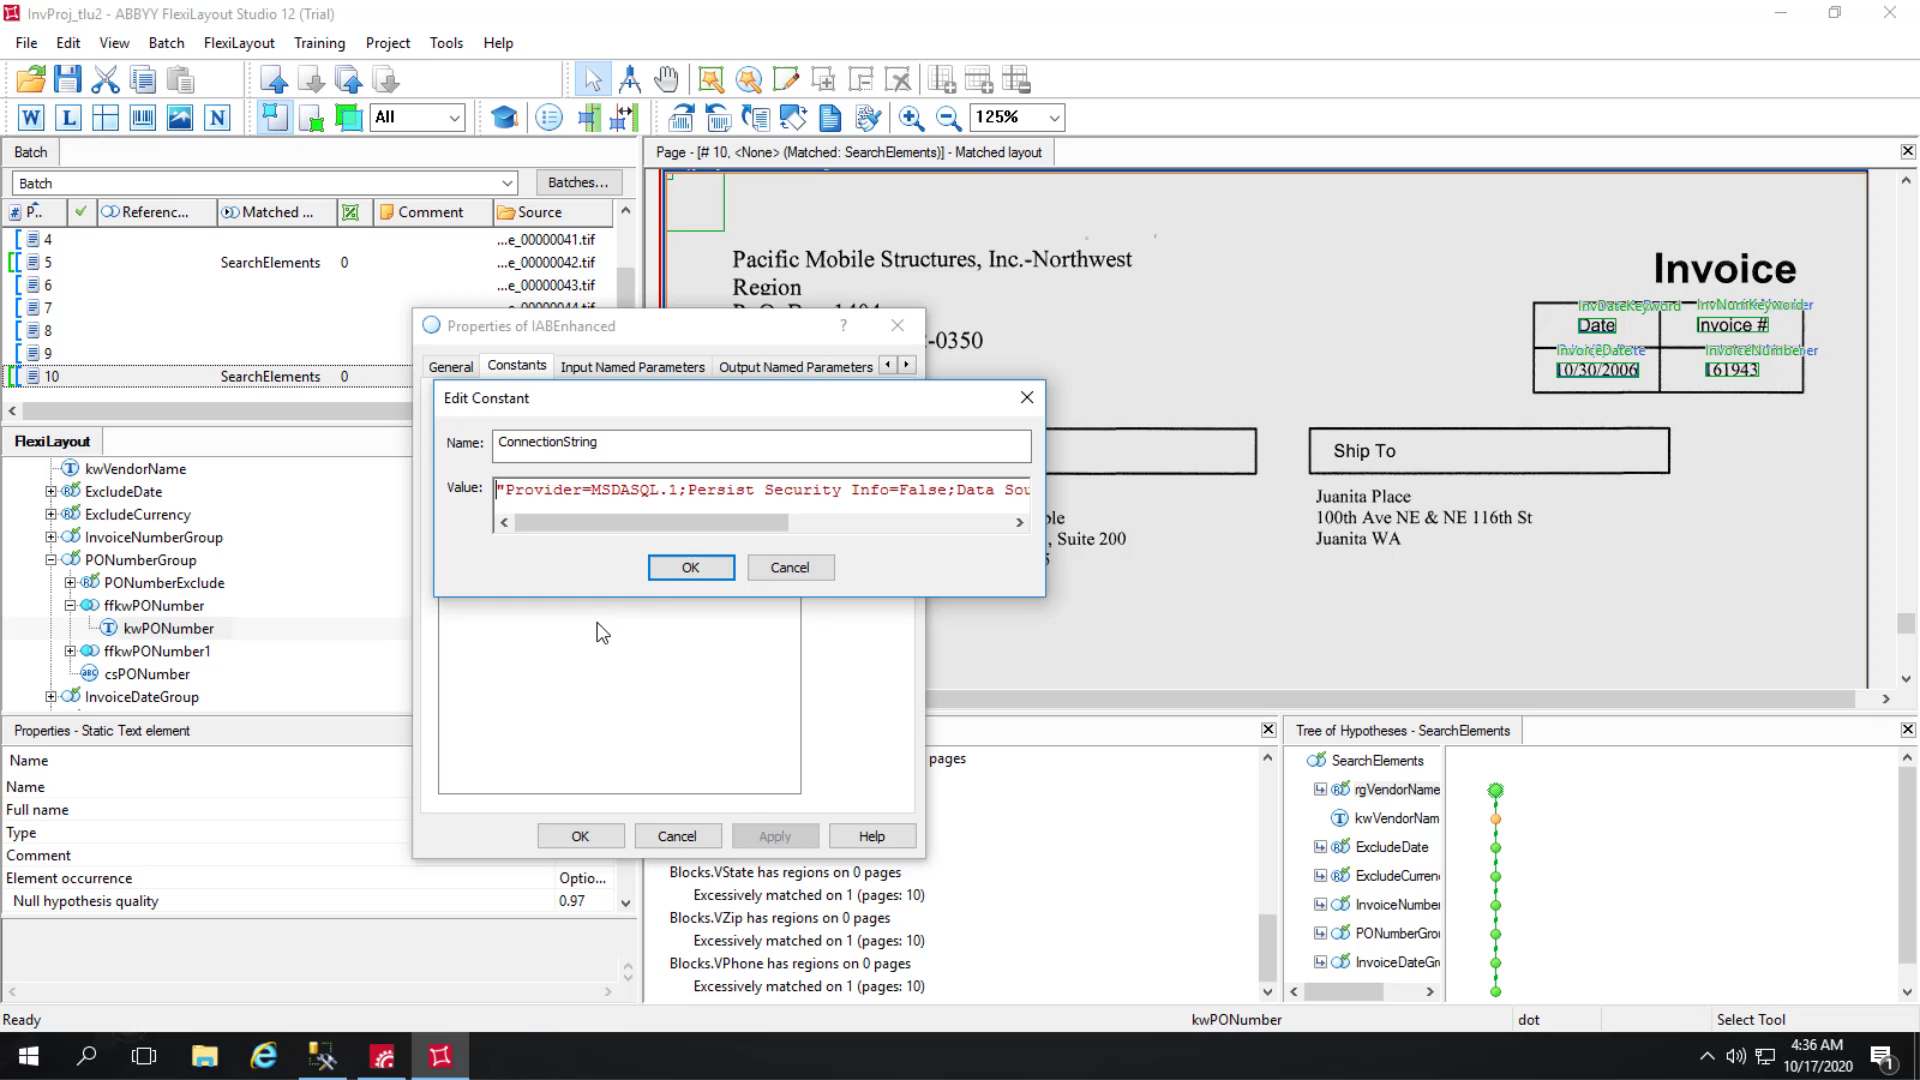 InvProj_tlu2 - ABBYY FlexiLayout Studio 12 (Trial)
File Edit View Batch FlexiLayout Training Project Tools Help
W L N All 125%
Batch
Page - [# 10, <None> (Matched: SearchElements)] - Matched layout
Batch Batches...
# P.. Referenc... Matched ... Comment Source
4 ...e_00000041.tif
5 SearchElements 0 ...e_00000042.tif
6 ...e_00000043.tif
7 ...e_00000044.tif
8
9
10 SearchElements 0
Pacific Mobile Structures, Inc.-Northwest
Region
-0350
Invoice
InvDateKeyword
Date Invoice #
InvoiceNumber
10/30/2006 161943
Ship To
Juanita Place
100th Ave NE & NE 116th St
Juanita WA
, Suite 200
FlexiLayout
kwVendorName
ExcludeDate
ExcludeCurrency
InvoiceNumberGroup
PONumberGroup
PONumberExclude
ffkwPONumber
kwPONumber
ffkwPONumber1
csPONumber
InvoiceDateGroup
Properties of IABEnhanced ?
General Constants Input Named Parameters Output Named Parameters
Edit Constant
Name: ConnectionString
Value: "Provider=MSDASQL.1;Persist Security Info=False;Data Sou
OK Cancel
OK Cancel Apply Help
Properties - Static Text element
Name
Name
Full name
Type
Comment
Element occurrence Optio...
Null hypothesis quality 0.97
pages
Blocks.VState has regions on 0 pages
Excessively matched on 1 (pages: 10)
Blocks.VZip has regions on 0 pages
Excessively matched on 1 (pages: 10)
Blocks.VPhone has regions on 0 pages
Excessively matched on 1 (pages: 10)
Tree of Hypotheses - SearchElements
SearchElements
rgVendorName
kwVendorNam
ExcludeDate
ExcludeCurren
InvoiceNumber
PONumberGro
InvoiceDateGr
Ready kwPONumber dot Select Tool
4:36 AM
10/17/2020
1